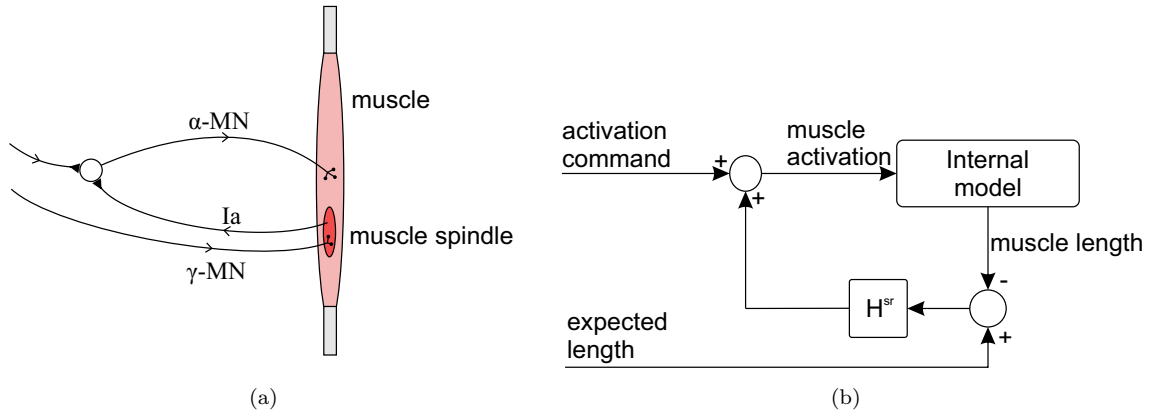 muscle
α-MN
Ia
muscle spindle
γ-MN
(a)
activation
command
muscle
activation
Internal
model
+
+
muscle length
-
H^sr
+
expected
length
(b)